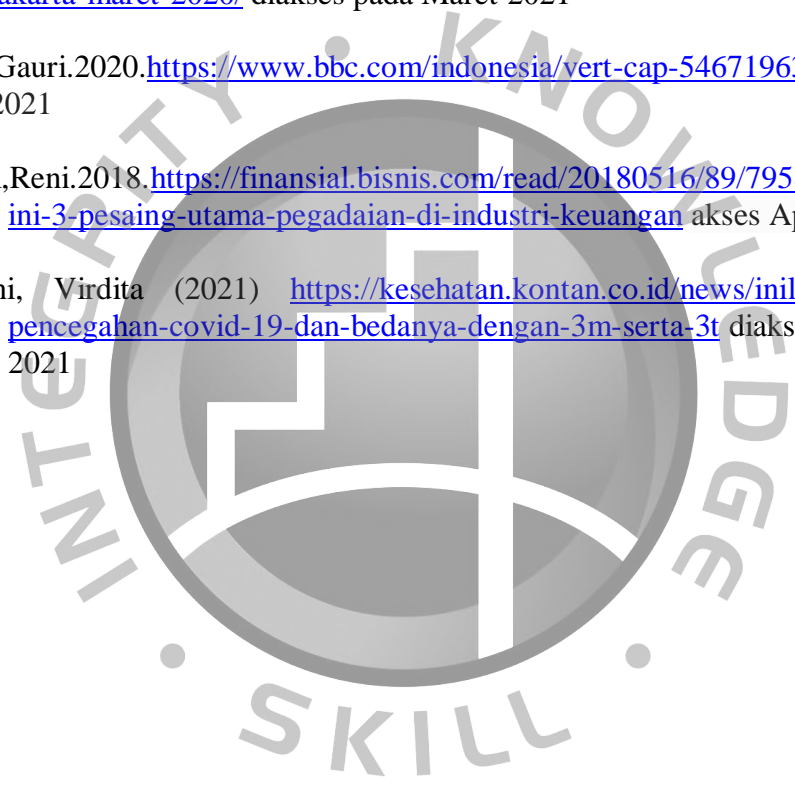 akarta-maret-2020/ diakses pada Maret 2021
Gauri.2020.https://www.bbc.com/indonesia/vert-cap-54671963
2021
,Reni.2018.https://finansial.bisnis.com/read/20180516/89/795
ini-3-pesaing-utama-pegadaian-di-industri-keuangan akses Ap
ni, Virdita (2021) https://kesehatan.kontan.co.id/news/inil
pencegahan-covid-19-dan-bedanya-dengan-3m-serta-3t diaks
2021
INTEGRITY • KNOWLEDGE • SKILL